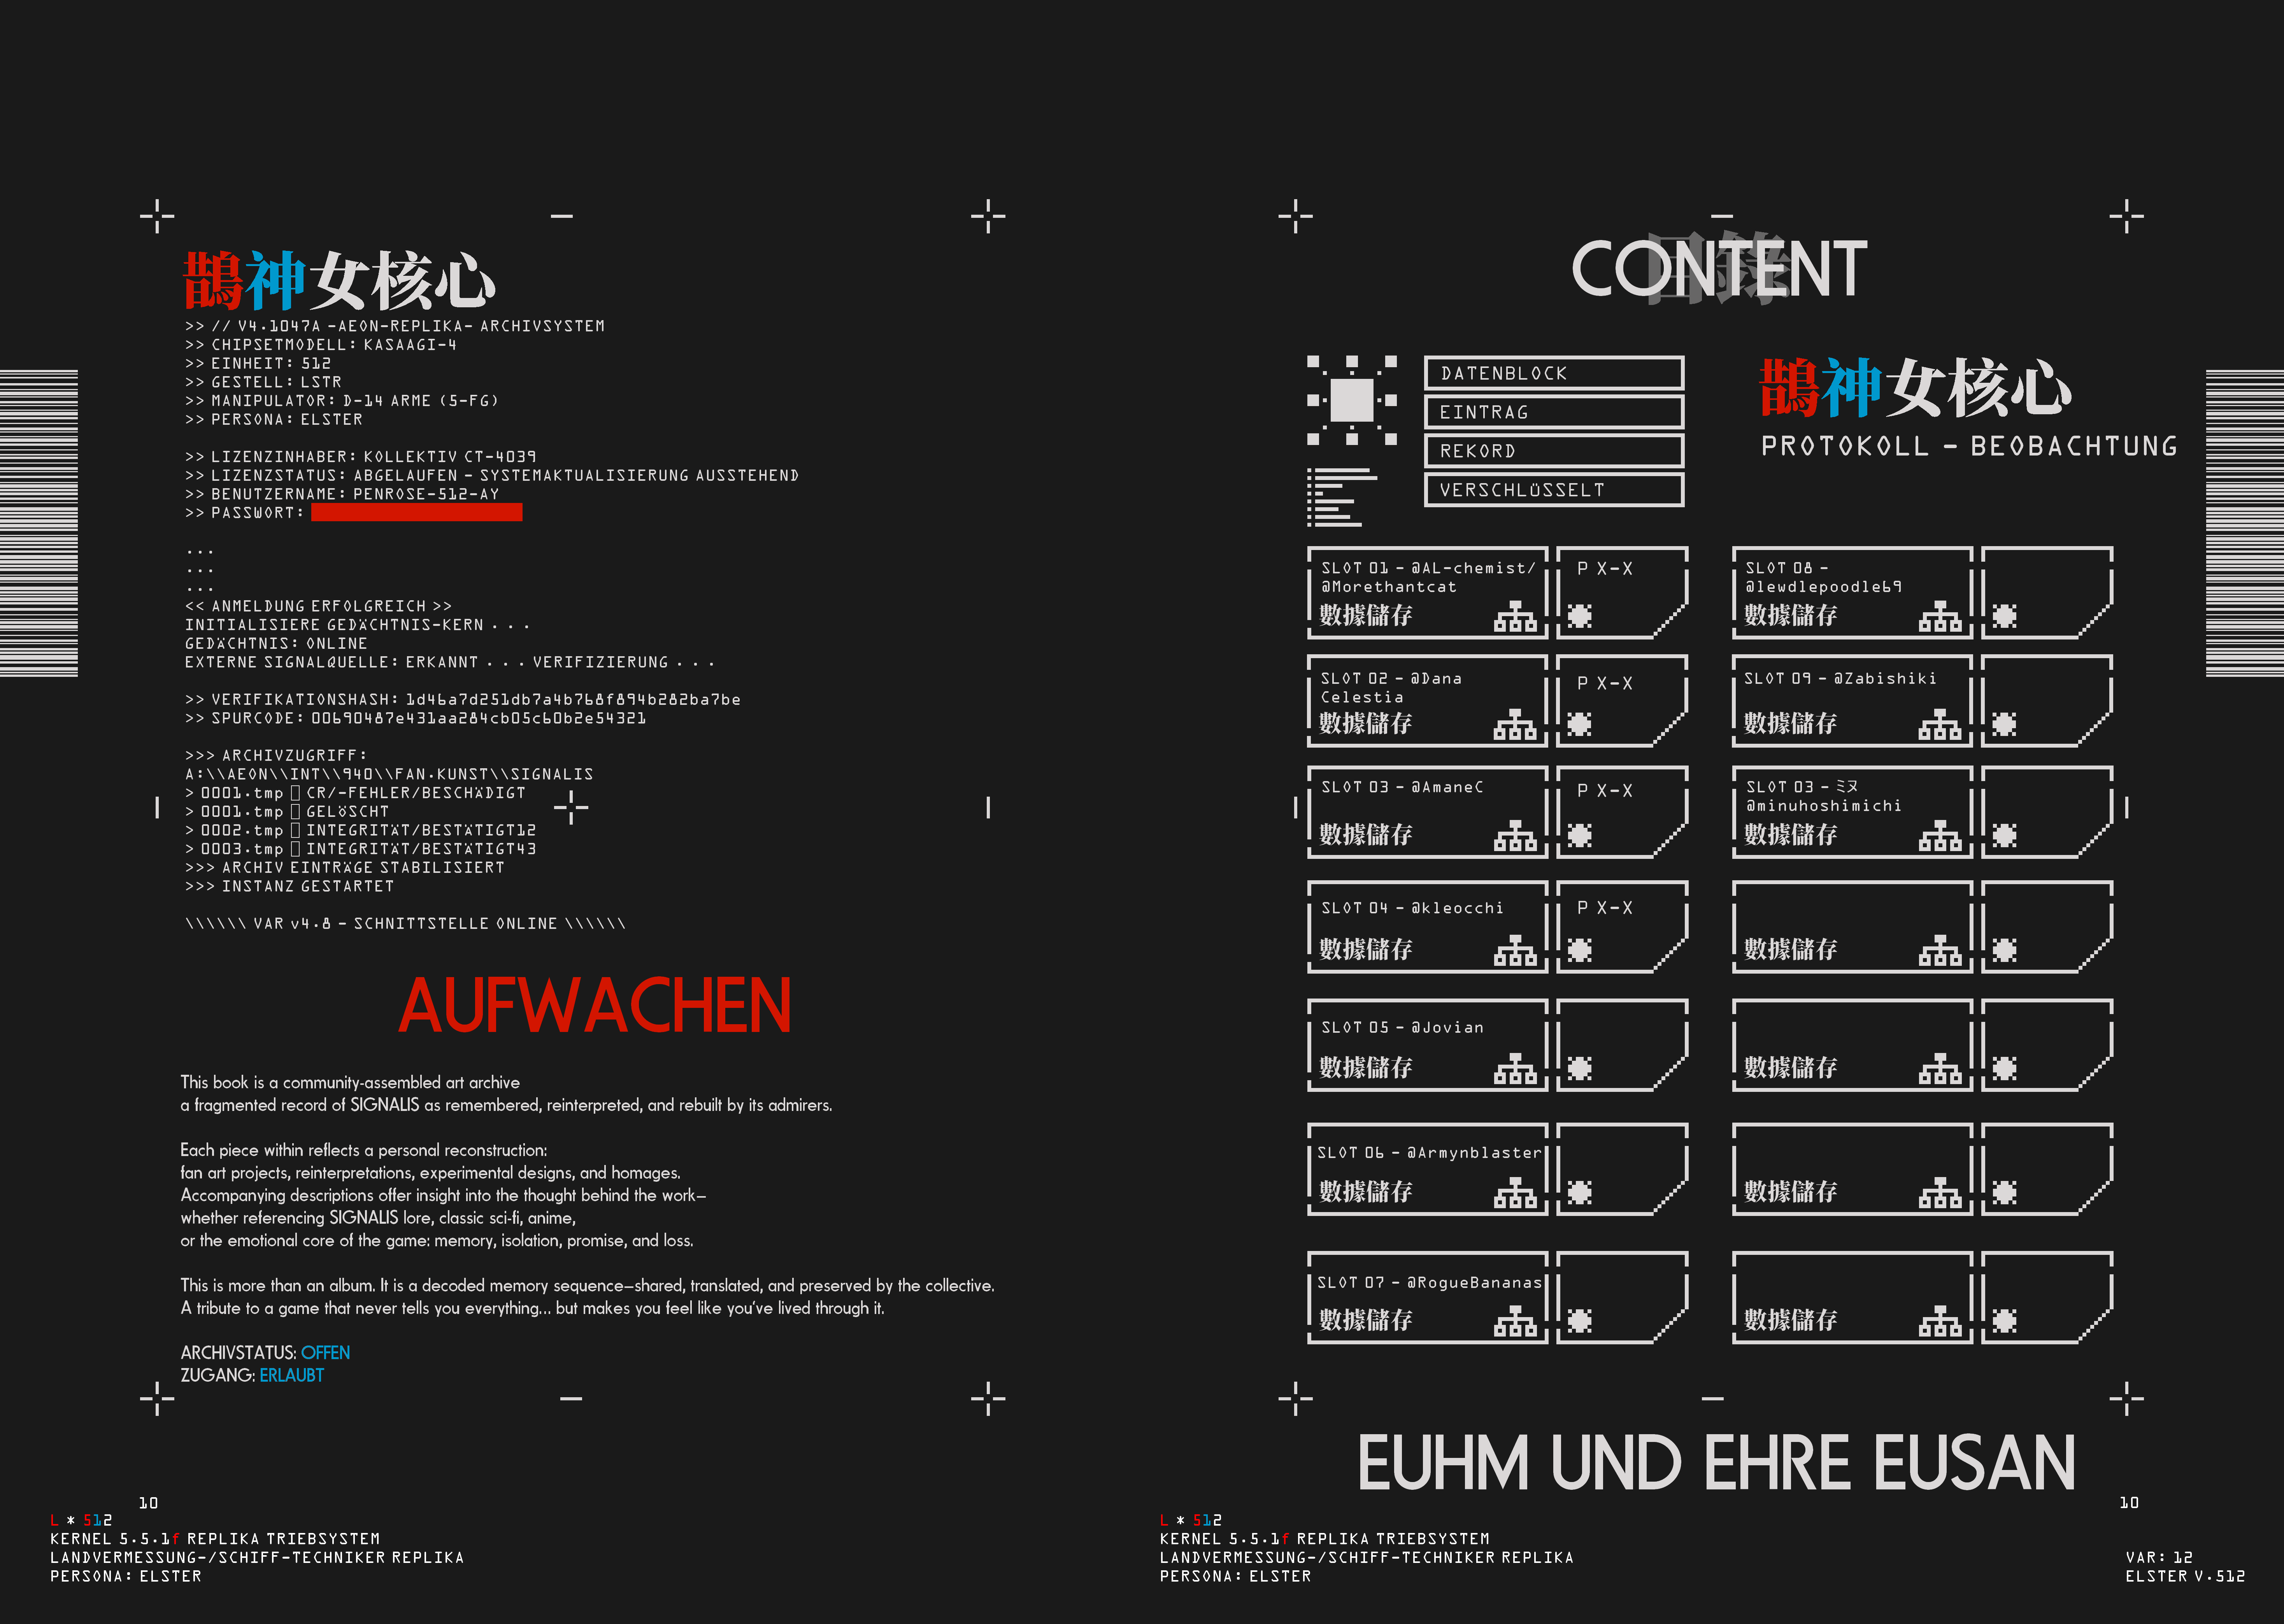 鵲神女核心
>> // V4.1047A -AEON-REPLIKA- ARCHIVSYSTEM
>> CHIPSETMODELL: KASAAGI-4
>> EINHEIT: 512
>> GESTELL: LSTR
>> MANIPULATOR: D-14 ARME (5-FG)
>> PERSONA: ELSTER
>> LIZENZINHABER: KOLLEKTIV CT-4039
>> LIZENZSTATUS: ABGELAUFEN - SYSTEMAKTUALISIERUNG AUSSTEHEND
>> BENUTZERNAME: PENROSE-512-AY
>> PASSWORT:
...
...
...
<< ANMELDUNG ERFOLGREICH >>
INITIALISIERE GEDÄCHTNIS-KERN . . .
GEDÄCHTNIS: ONLINE
EXTERNE SIGNALQUELLE: ERKANNT . . . VERIFIZIERUNG . . .
>> VERIFIKATIONSHASH: 1d46a7d251db7a4b768f894b282ba7be
>> SPURCODE: 00690487e431aa284cb05c60b2e54321
>>> ARCHIVZUGRIFF:
A:\\AEON\\INT\\940\\FAN.KUNST\\SIGNALIS
> 0001.tmp ▯ CR/-FEHLER/BESCHÄDIGT
> 0001.tmp ▯ GELÖSCHT
> 0002.tmp ▯ INTEGRITÄT/BESTÄTIGT12
> 0003.tmp ▯ INTEGRITÄT/BESTÄTIGT43
>>> ARCHIV EINTRÄGE STABILISIERT
>>> INSTANZ GESTARTET
\\\\\\ VAR v4.8 - SCHNITTSTELLE ONLINE \\\\\\
AUFWACHEN
This book is a community-assembled art archive
a fragmented record of SIGNALIS as remembered, reinterpreted, and rebuilt by its admirers.
Each piece within reflects a personal reconstruction:
fan art projects, reinterpretations, experimental designs, and homages.
Accompanying descriptions offer insight into the thought behind the work—
whether referencing SIGNALIS lore, classic sci-fi, anime,
or the emotional core of the game: memory, isolation, promise, and loss.
This is more than an album. It is a decoded memory sequence—shared, translated, and preserved by the collective.
A tribute to a game that never tells you everything... but makes you feel like you've lived through it.
ARCHIVSTATUS: OFFEN
ZUGANG: ERLAUBT
10
L * 512
KERNEL 5.5.1f REPLIKA TRIEBSYSTEM
LANDVERMESSUNG-/SCHIFF-TECHNIKER REPLIKA
PERSONA: ELSTER
目錄
CONTENT
DATENBLOCK
EINTRAG
REKORD
VERSCHLÜSSELT
鵲神女核心
PROTOKOLL - BEOBACHTUNG
SLOT 01 - @AL-chemist/
@Morethantcat
數據儲存
P X-X
SLOT 02 - @Dana
Celestia
數據儲存
P X-X
SLOT 03 - @AmaneC
數據儲存
P X-X
SLOT 04 - @kleocchi
數據儲存
P X-X
SLOT 05 - @Jovian
數據儲存
SLOT 06 - @Armynblaster
數據儲存
SLOT 07 - @RogueBananas
數據儲存
SLOT 08 -
@lewdlepoodle69
數據儲存
SLOT 09 - @Zabishiki
數據儲存
SLOT 03 - ミヌ
@minuhoshimichi
數據儲存
數據儲存
數據儲存
數據儲存
數據儲存
EUHM UND EHRE EUSAN
10
L * 512
KERNEL 5.5.1f REPLIKA TRIEBSYSTEM
LANDVERMESSUNG-/SCHIFF-TECHNIKER REPLIKA
PERSONA: ELSTER
VAR: 12
ELSTER V.512